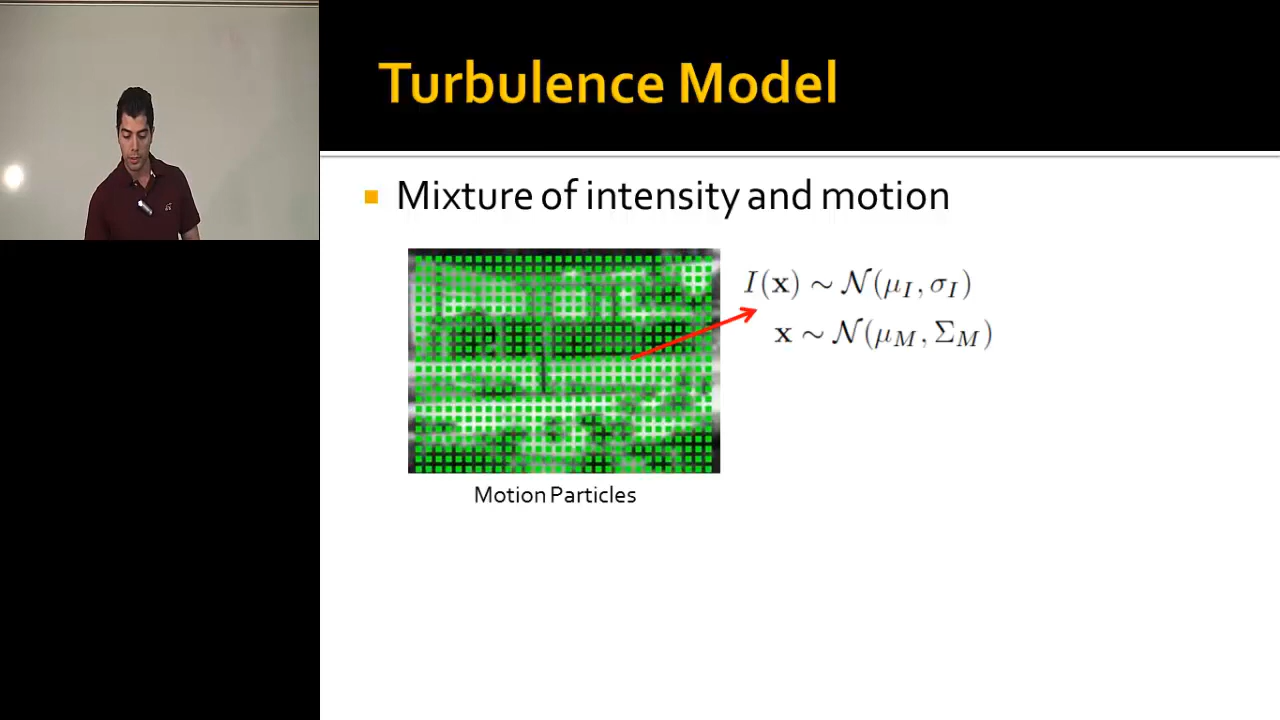 Turbulence Model
Mixture of intensity and motion
I(x) ∼ 𝒩(μ_I, σ_I)
x ∼ 𝒩(μ_M, Σ_M)
Motion Particles